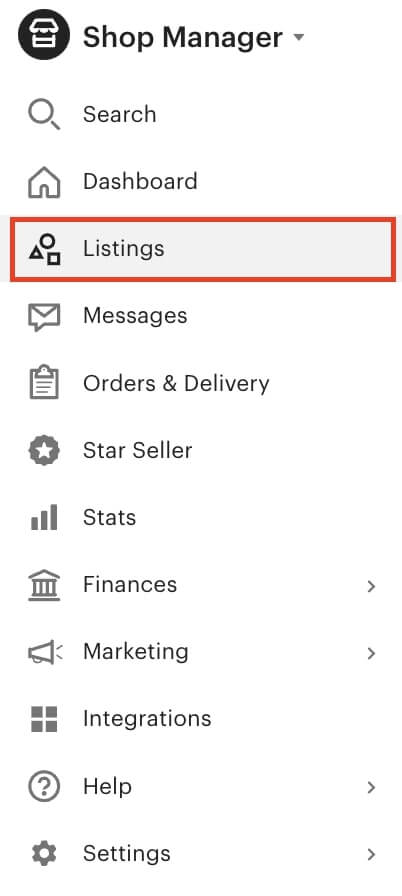 Shop Manager
Search
Dashboard
Listings
Messages
Orders & Delivery
Star Seller
Stats
Finances
Marketing
Integrations
Help
Settings